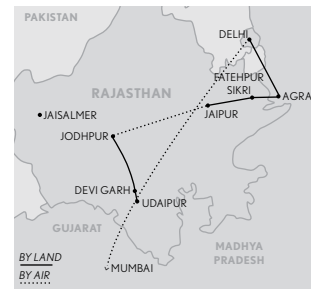 PAKISTAN
DELHI
FATEHPUR
SIKRI
AGRA
RAJASTHAN
JAISALMER
JAIPUR
JODHPUR
DEVI GARH
UDAIPUR
GUJARAT
MADHYA
PRADESH
BY LAND
BY AIR
MUMBAI